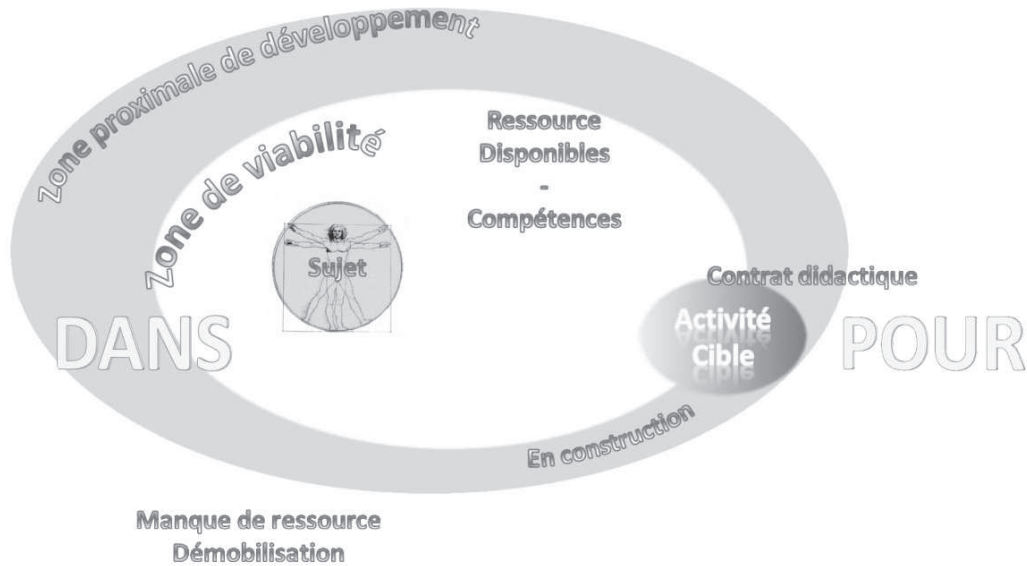 Zone proximale de développement
Zone de viabilité
Ressource
Disponibles
-
Compétences
Sujet
Contrat didactique
DANS
Activité
Cible
POUR
En construction
Manque de ressource
Démobilisation